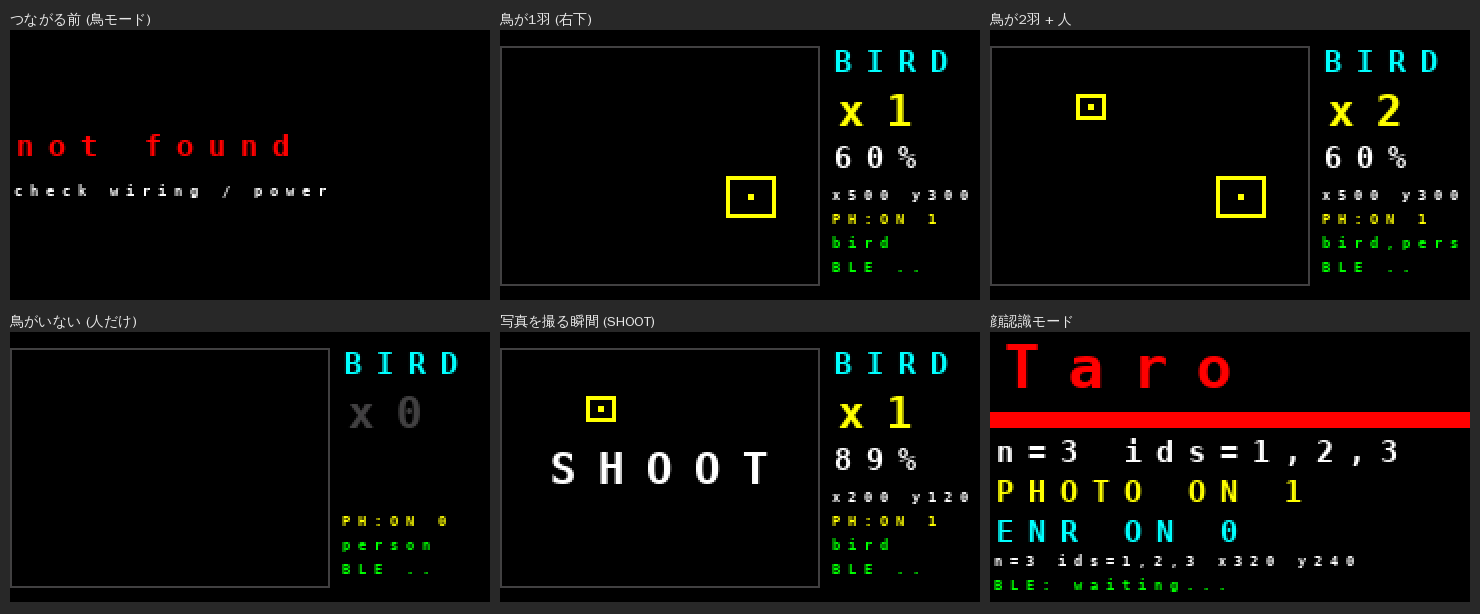 つながる前 (鳥モード)
not found
check wiring / power
鳥が1羽 (右下)
BIRD
x1
60%
x500 y300
PH:ON 1
bird
BLE ..
鳥が2羽 + 人
BIRD
x2
60%
x500 y300
PH:ON 1
bird,pers
BLE ..
鳥がいない (人だけ)
BIRD
x0
PH:ON 0
person
BLE ..
写真を撮る瞬間 (SHOOT)
SHOOT
BIRD
x1
89%
x200 y120
PH:ON 1
bird
BLE ..
顔認識モード
Taro
n=3 ids=1,2,3
PHOTO ON 1
ENR ON 0
n=3 ids=1,2,3 x320 y240
BLE: waiting...